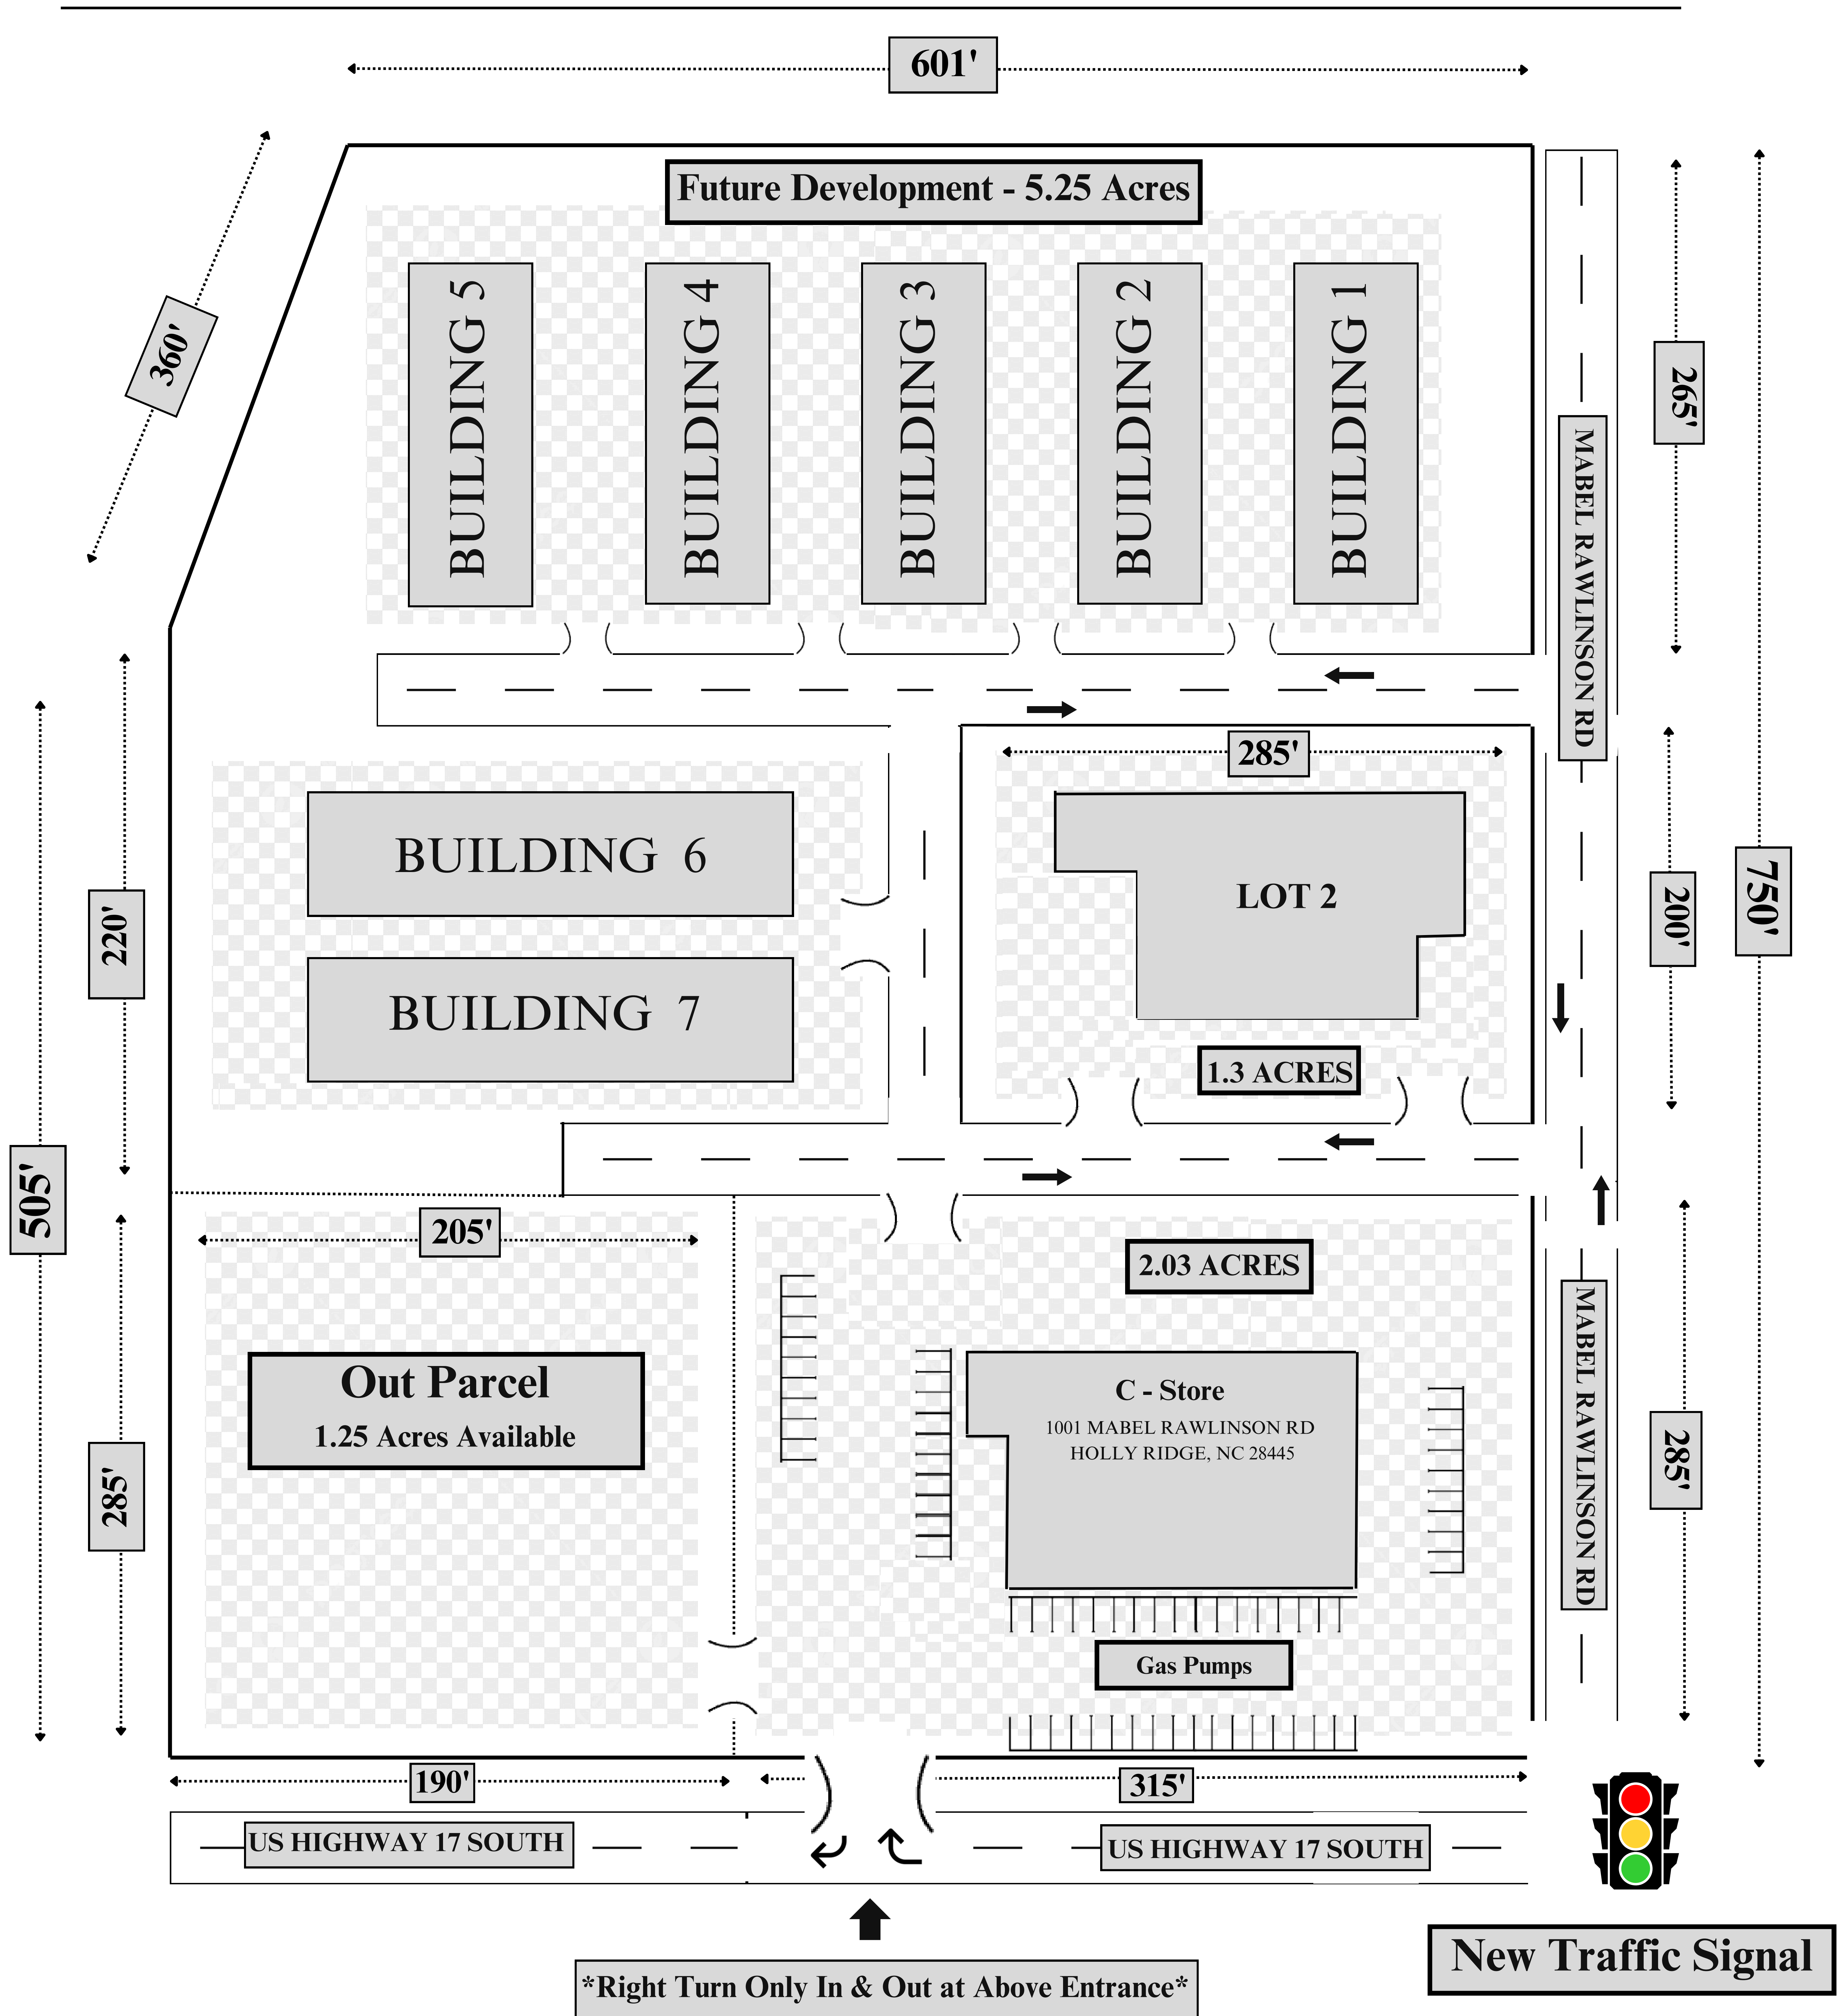 601'
Future Development - 5.25 Acres
360'
BUILDING 5
BUILDING 4
BUILDING 3
BUILDING 2
BUILDING 1
265'
MABEL RAWLINSON RD
285'
BUILDING 6
LOT 2
220'
200'
750'
BUILDING 7
1.3 ACRES
505'
205'
2.03 ACRES
Out Parcel
1.25 Acres Available
C - Store
1001 MABEL RAWLINSON RD
HOLLY RIDGE, NC 28445
MABEL RAWLINSON RD
285'
285'
Gas Pumps
190'
315'
US HIGHWAY 17 SOUTH
US HIGHWAY 17 SOUTH
New Traffic Signal
*Right Turn Only In & Out at Above Entrance*